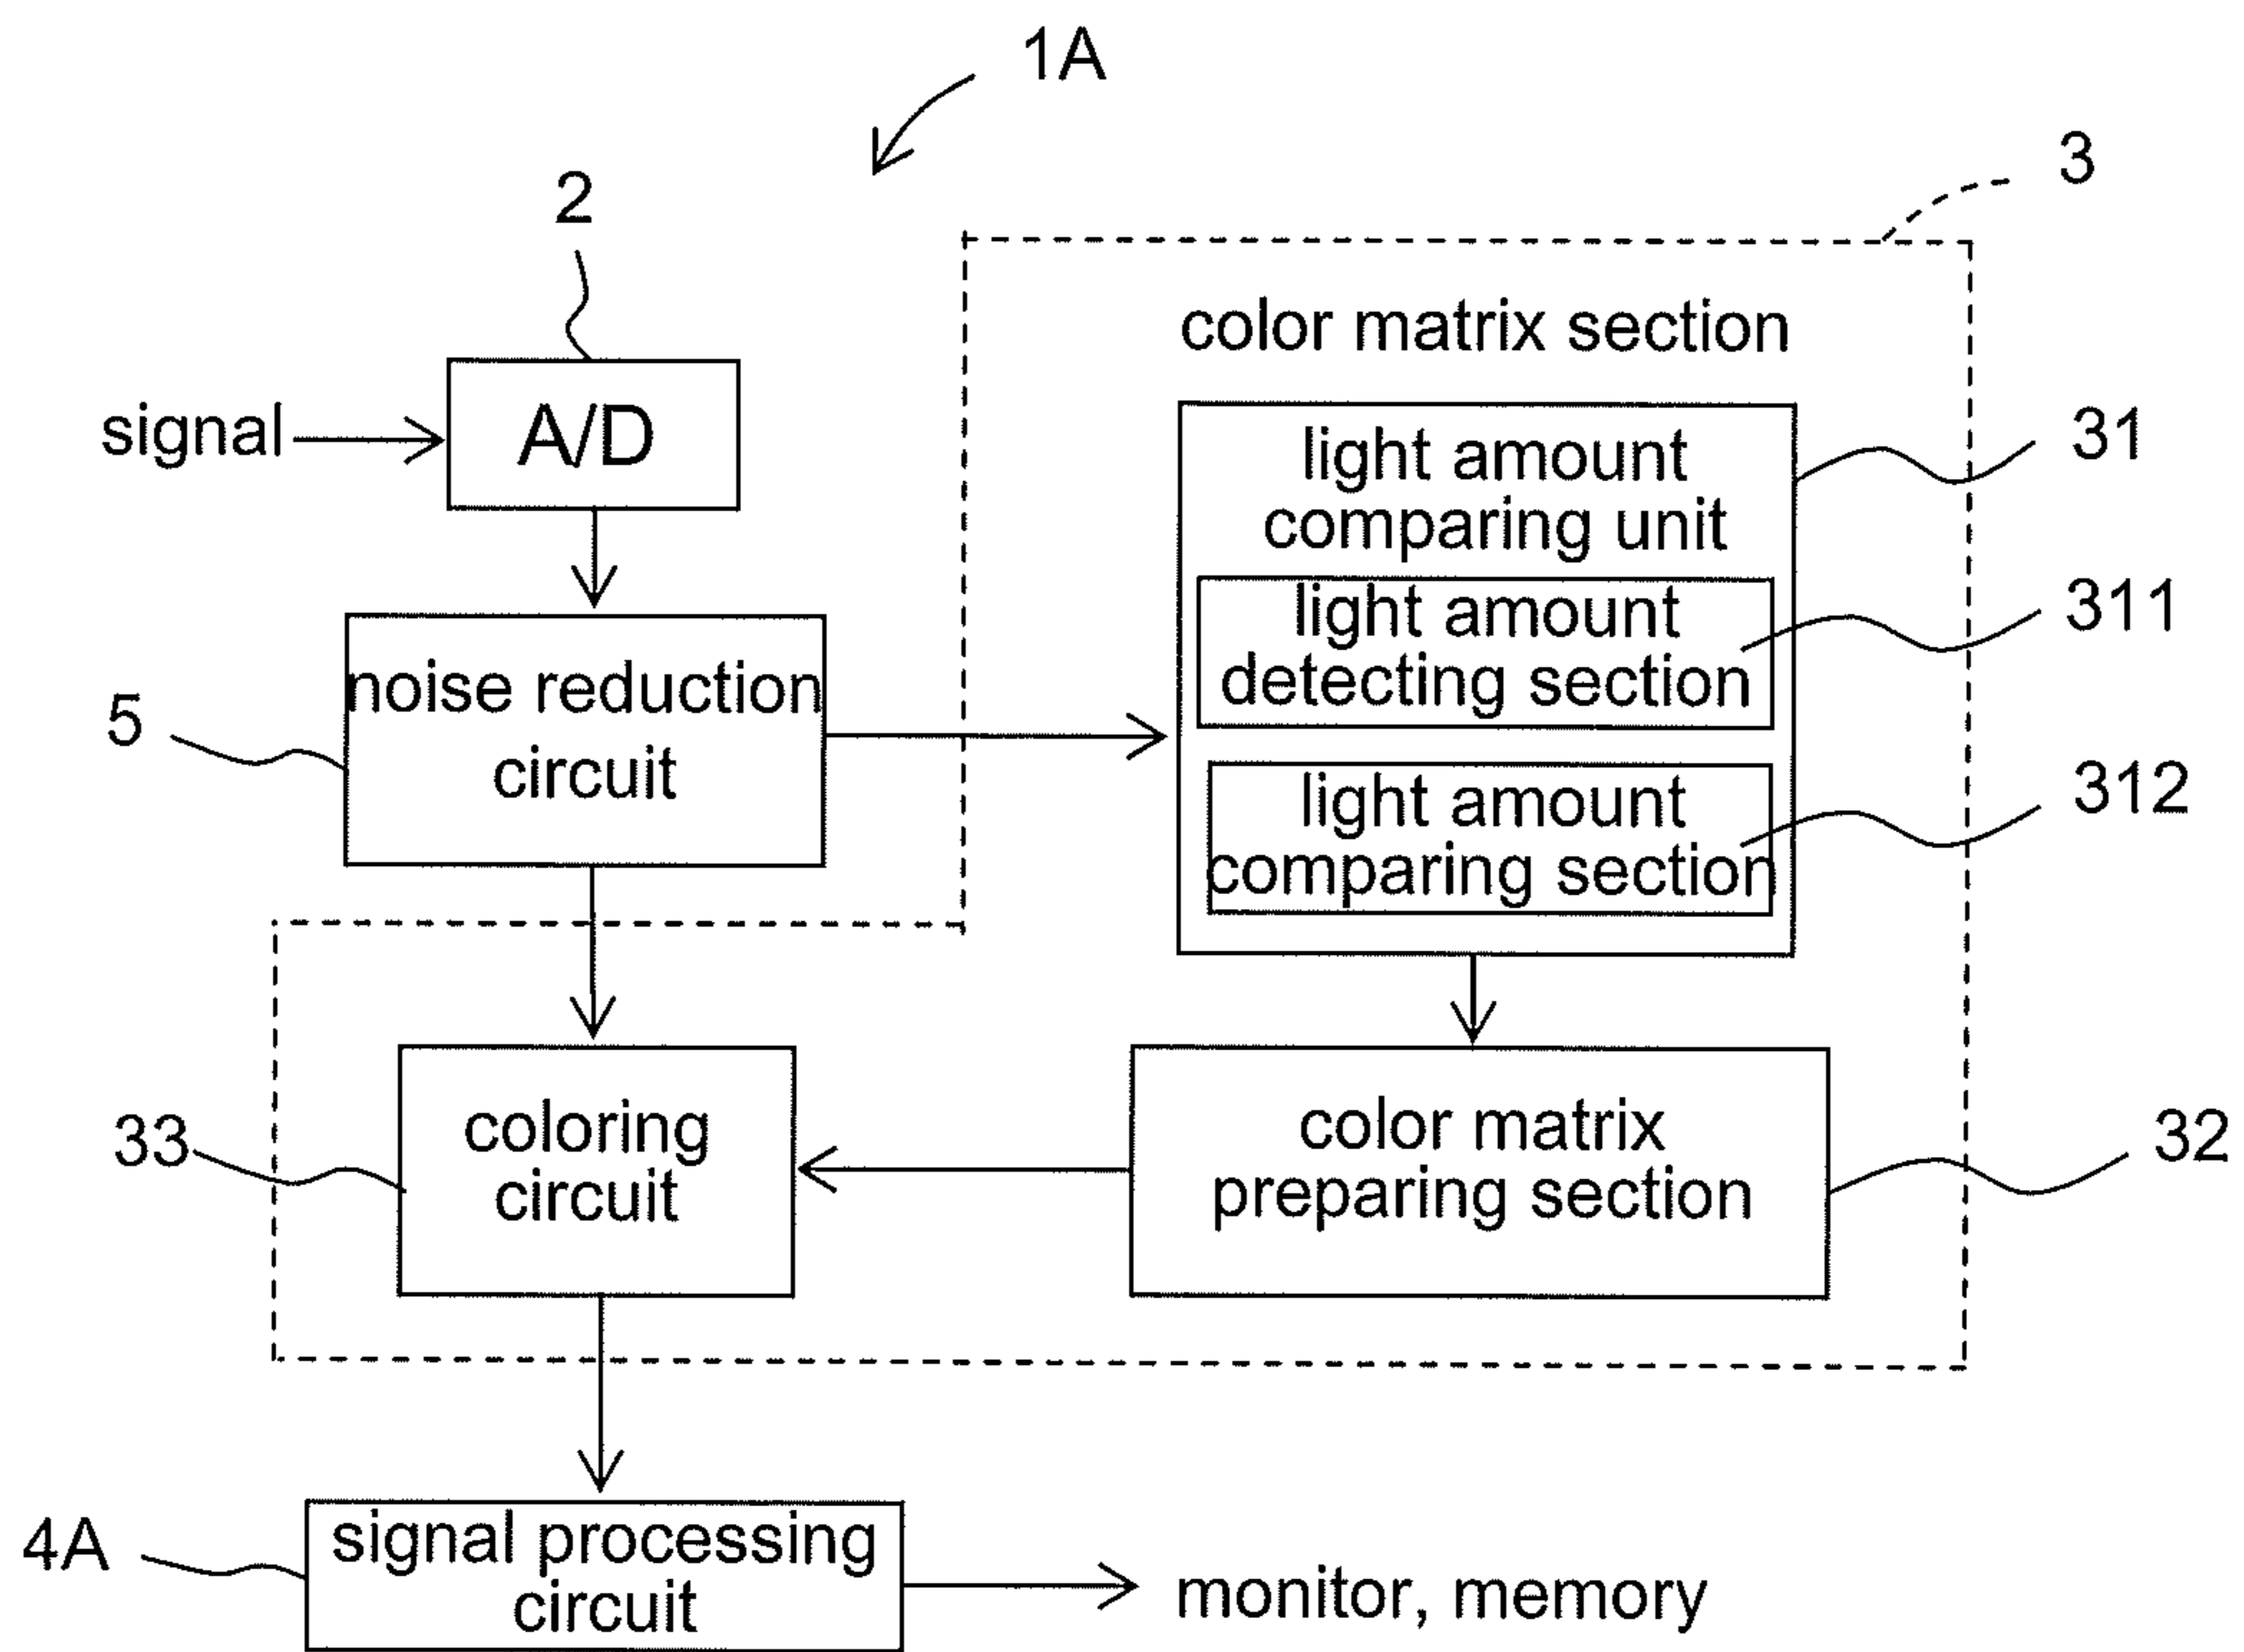 1A
3
2
color matrix section
signal
A/D
31
light amount
comparing unit
311
light amount
detecting section
5
noise reduction
circuit
312
light amount
comparing section
33
coloring
circuit
color matrix
preparing section
32
4A
signal processing
circuit
monitor, memory